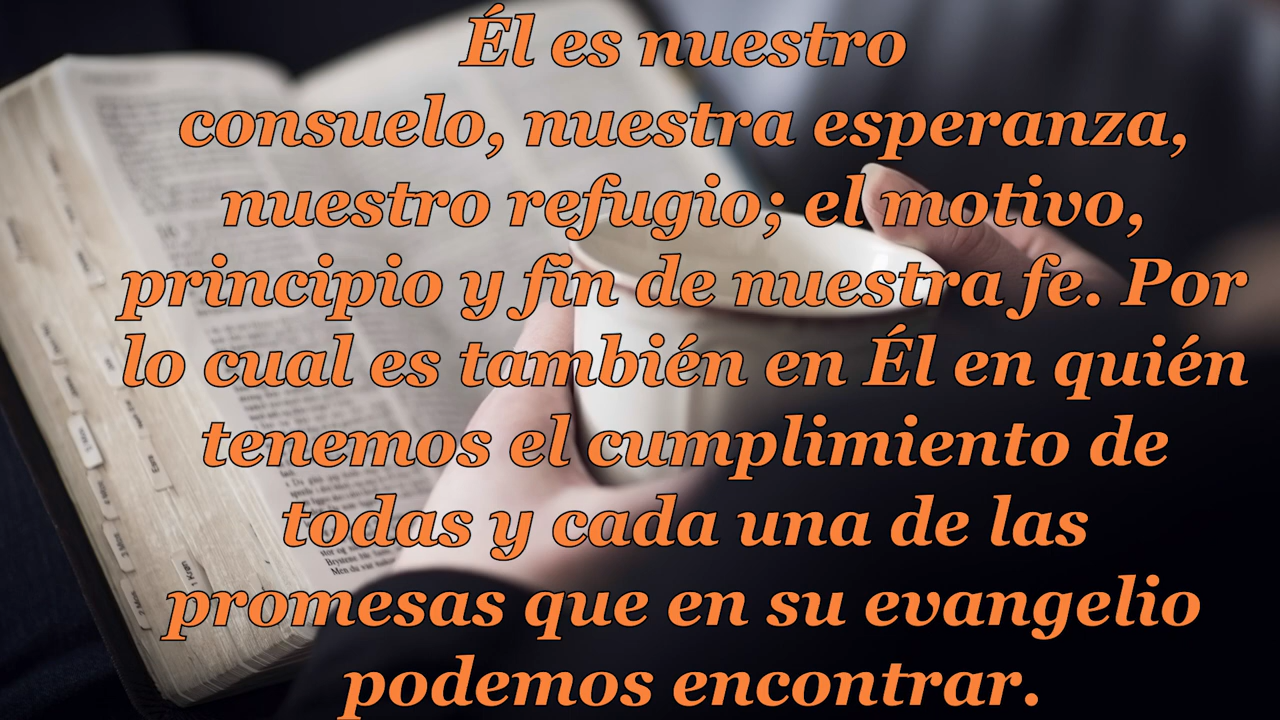 Él es nuestro
consuelo, nuestra esperanza,
nuestro refugio; el motivo,
principio y fin de nuestra fe. Por
lo cual es también en Él en quién
tenemos el cumplimiento de
todas y cada una de las
promesas que en su evangelio
podemos encontrar.